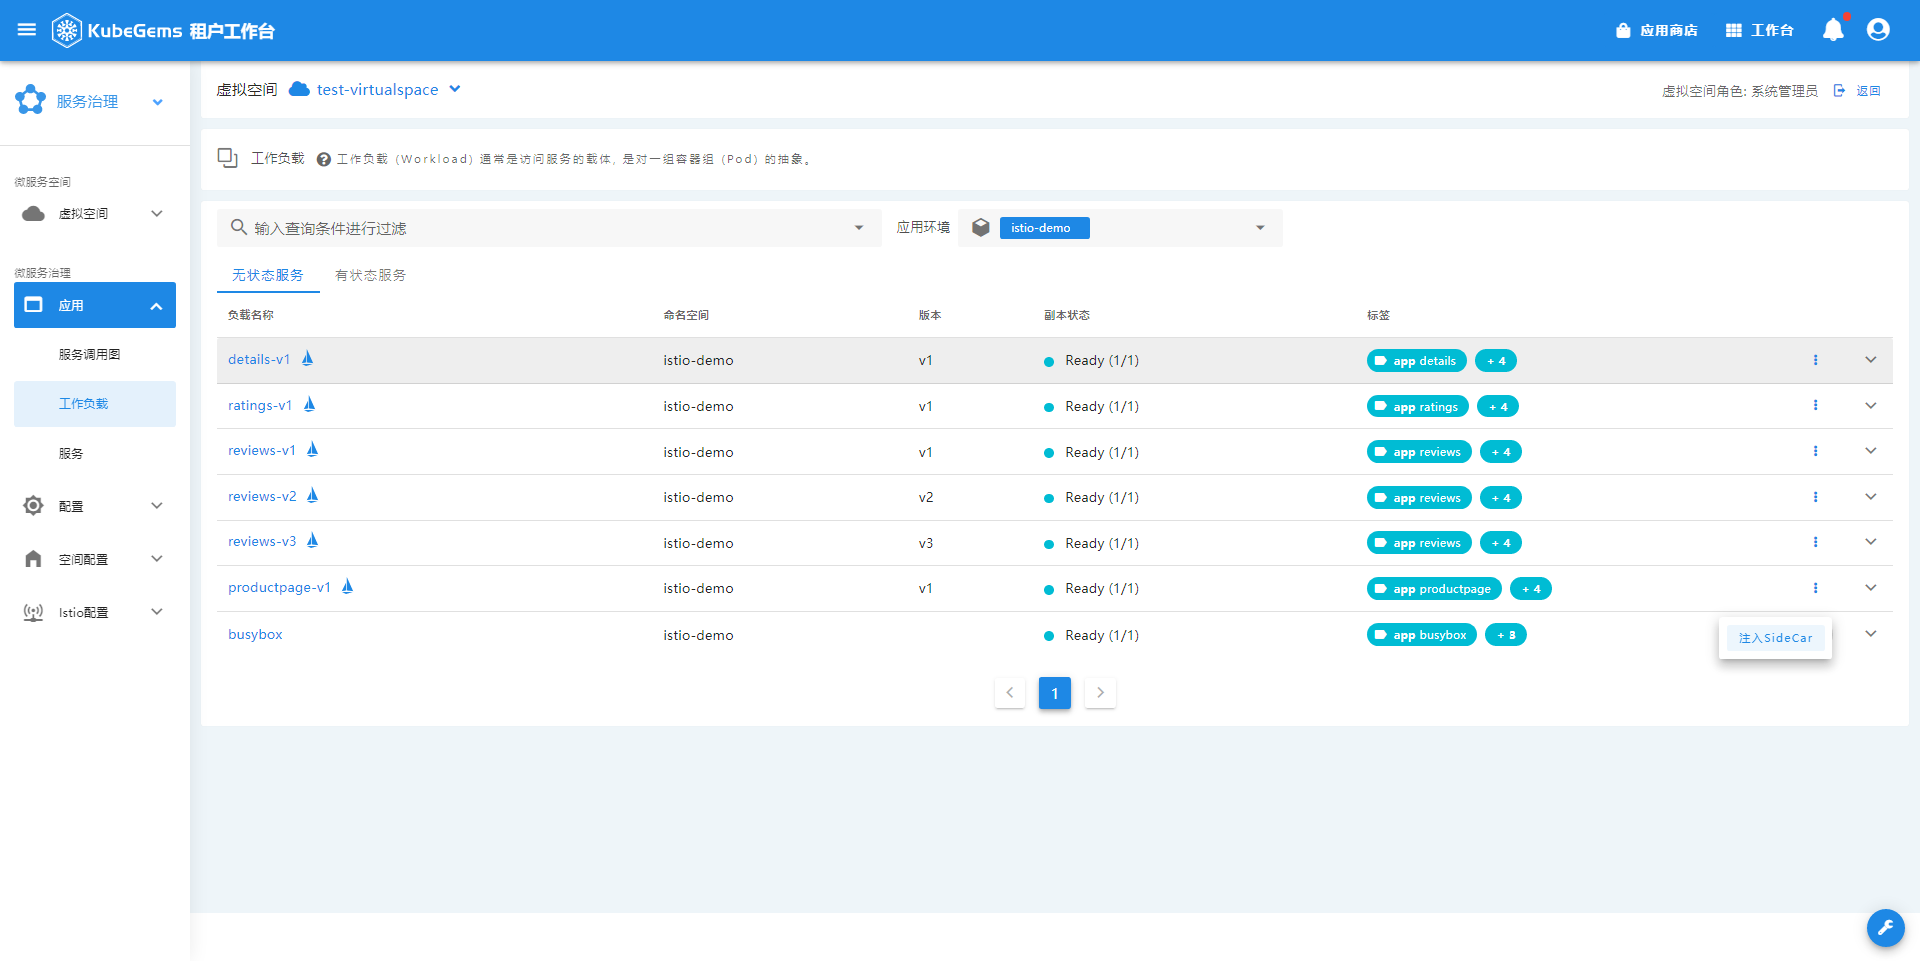 KubeGems 租户工作台
应用商店
工作台
服务治理
虚拟空间 test-virtualspace
虚拟空间角色: 系统管理员 返回
工作负载 工作负载 (Workload) 通常是访问服务的载体, 是对一组容器组 (Pod) 的抽象。
微服务空间
虚拟空间
微服务治理
应用
服务调用图
工作负载
服务
配置
空间配置
Istio配置
输入查询条件进行过滤
应用环境 istio-demo
无状态服务 有状态服务
负载名称 命名空间 版本 副本状态 标签
details-v1 istio-demo v1 Ready (1/1) app details + 4
ratings-v1 istio-demo v1 Ready (1/1) app ratings + 4
reviews-v1 istio-demo v1 Ready (1/1) app reviews + 4
reviews-v2 istio-demo v2 Ready (1/1) app reviews + 4
reviews-v3 istio-demo v3 Ready (1/1) app reviews + 4
productpage-v1 istio-demo v1 Ready (1/1) app productpage + 4
busybox istio-demo Ready (1/1) app busybox + 3
注入SideCar
1